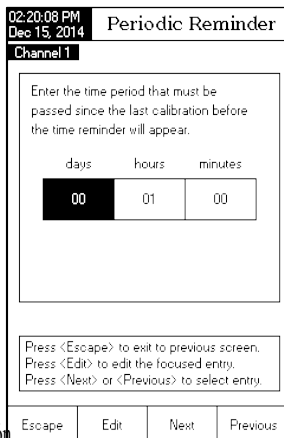 02:20:08 PM
Dec 15, 2014
Periodic Reminder
Channel 1
Enter the time period that must be
passed since the last calibration before
the time reminder will appear.
days hours minutes
00 01 00
Press <Escape> to exit to previous screen.
Press <Edit> to edit the focused entry.
Press <Next> or <Previous> to select entry.
Escape Edit Next Previous